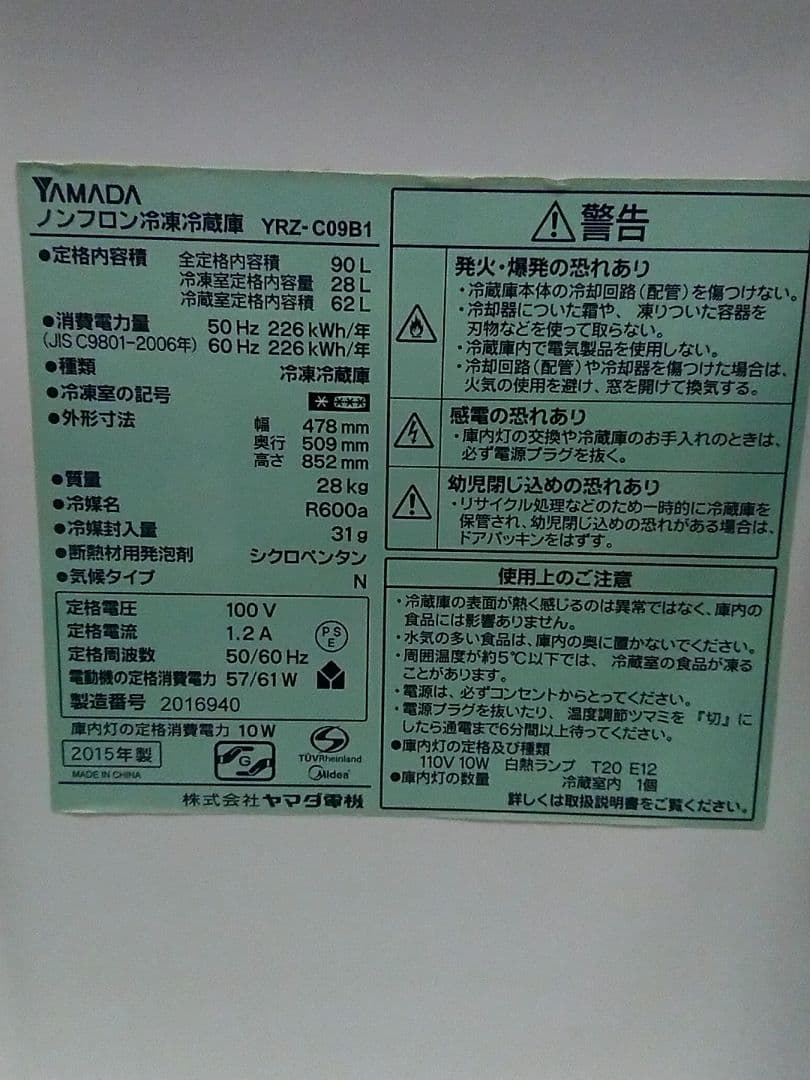 YAMADA
ノンフロン冷凍冷蔵庫 YRZ-C09B1
●定格内容積 全定格内容積 90 L
冷凍室定格内容量 28 L
冷蔵室定格内容積 62 L
●消費電力量 50 Hz 226 kWh/年
(JIS C9801-2006年) 60 Hz 226 kWh/年
●種類 冷凍冷蔵庫
●冷凍室の記号
●外形寸法 幅 478 mm
奥行 509 mm
高さ 852 mm
●質量 28 kg
●冷媒名 R600a
●冷媒封入量 31 g
●断熱材用発泡剤 シクロペンタン
●気候タイプ N
定格電圧 100 V
定格電流 1.2 A
定格周波数 50/60 Hz
電動機の定格消費電力 57/61 W
製造番号 2016940
PS
E
庫内灯の定格消費電力 10 W
2015年製
MADE IN CHINA
G
TÜVRheinland
Midea
株式会社ヤマダ電機
警告
発火・爆発の恐れあり
・冷蔵庫本体の冷却回路(配管)を傷つけない。
・冷却器についた霜や、凍りついた容器を
刃物などを使って取らない。
・冷蔵庫内で電気製品を使用しない。
・冷却回路(配管)や冷却器を傷つけた場合は、
火気の使用を避け、窓を開けて換気する。
感電の恐れあり
・庫内灯の交換や冷蔵庫のお手入れのときは、
必ず電源プラグを抜く。
幼児閉じ込めの恐れあり
・リサイクル処理などのため一時的に冷蔵庫を
保管され、幼児閉じ込めの恐れがある場合は、
ドアパッキンをはずす。
使用上のご注意
・冷蔵庫の表面が熱く感じるのは異常ではなく、庫内の
食品には影響ありません。
・水気の多い食品は、庫内の奥に置かないでください。
・周囲温度が約5℃以下では、冷蔵室の食品が凍る
ことがあります。
・電源は、必ずコンセントからとってください。
・電源プラグを抜いたり、温度調節ツマミを『切』に
したら通電まで6分間以上待ってください。
●庫内灯の定格及び種類
110V 10W 白熱ランプ T20 E12
●庫内灯の数量 冷蔵室内 1個
詳しくは取扱説明書をご覧ください。